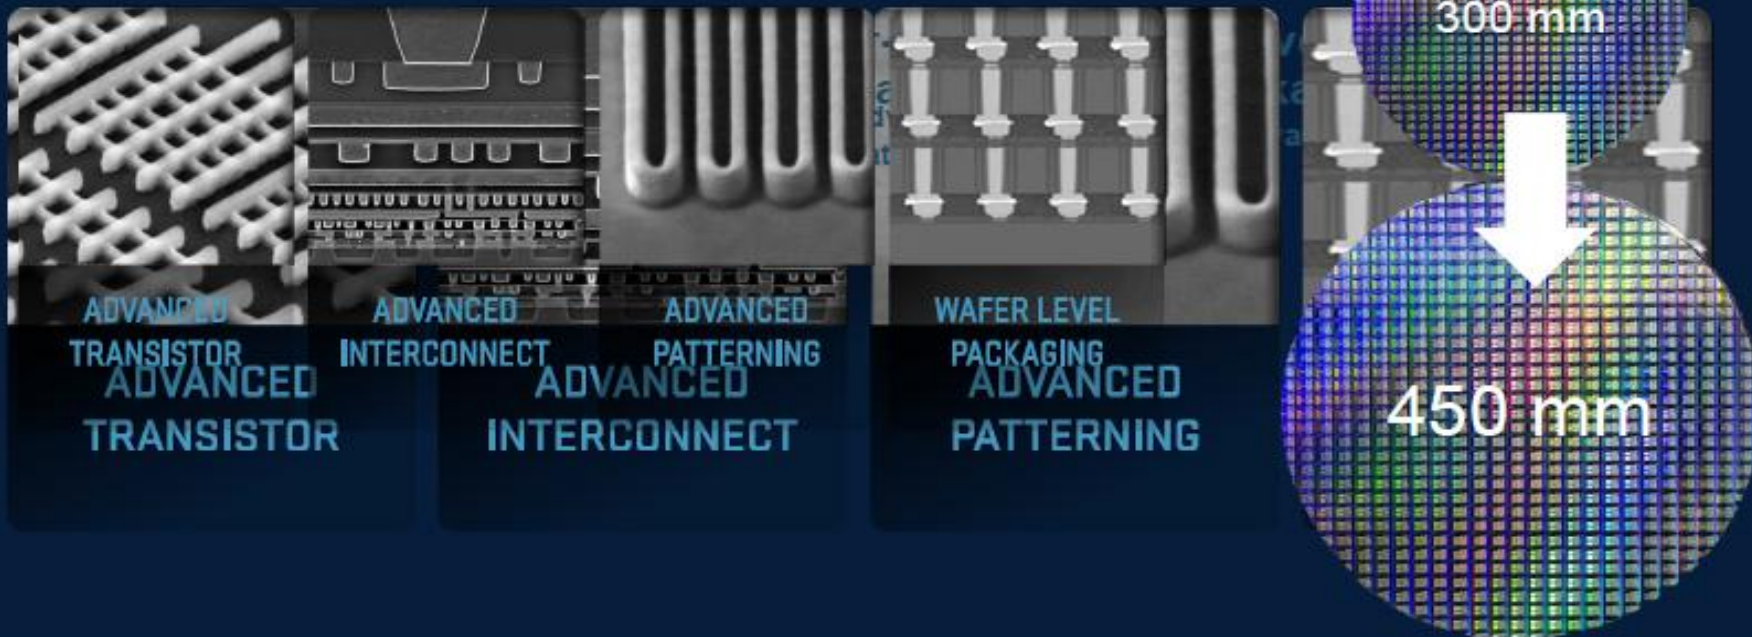 300 mm
ADVANCED
TRANSISTOR
ADVANCED
INTERCONNECT
ADVANCED
PATTERNING
WAFER LEVEL
PACKAGING
ADVANCED
TRANSISTOR
ADVANCED
INTERCONNECT
ADVANCED
PATTERNING
450 mm